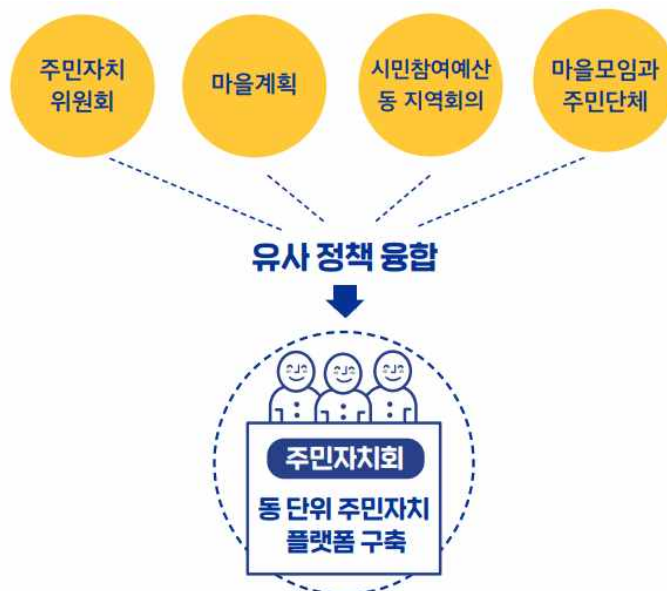 주민자치
위원회
마을계획
시민참여예산
동 지역회의
마을모임과
주민단체
유사 정책 융합
주민자치회
동 단위 주민자치
플랫폼 구축